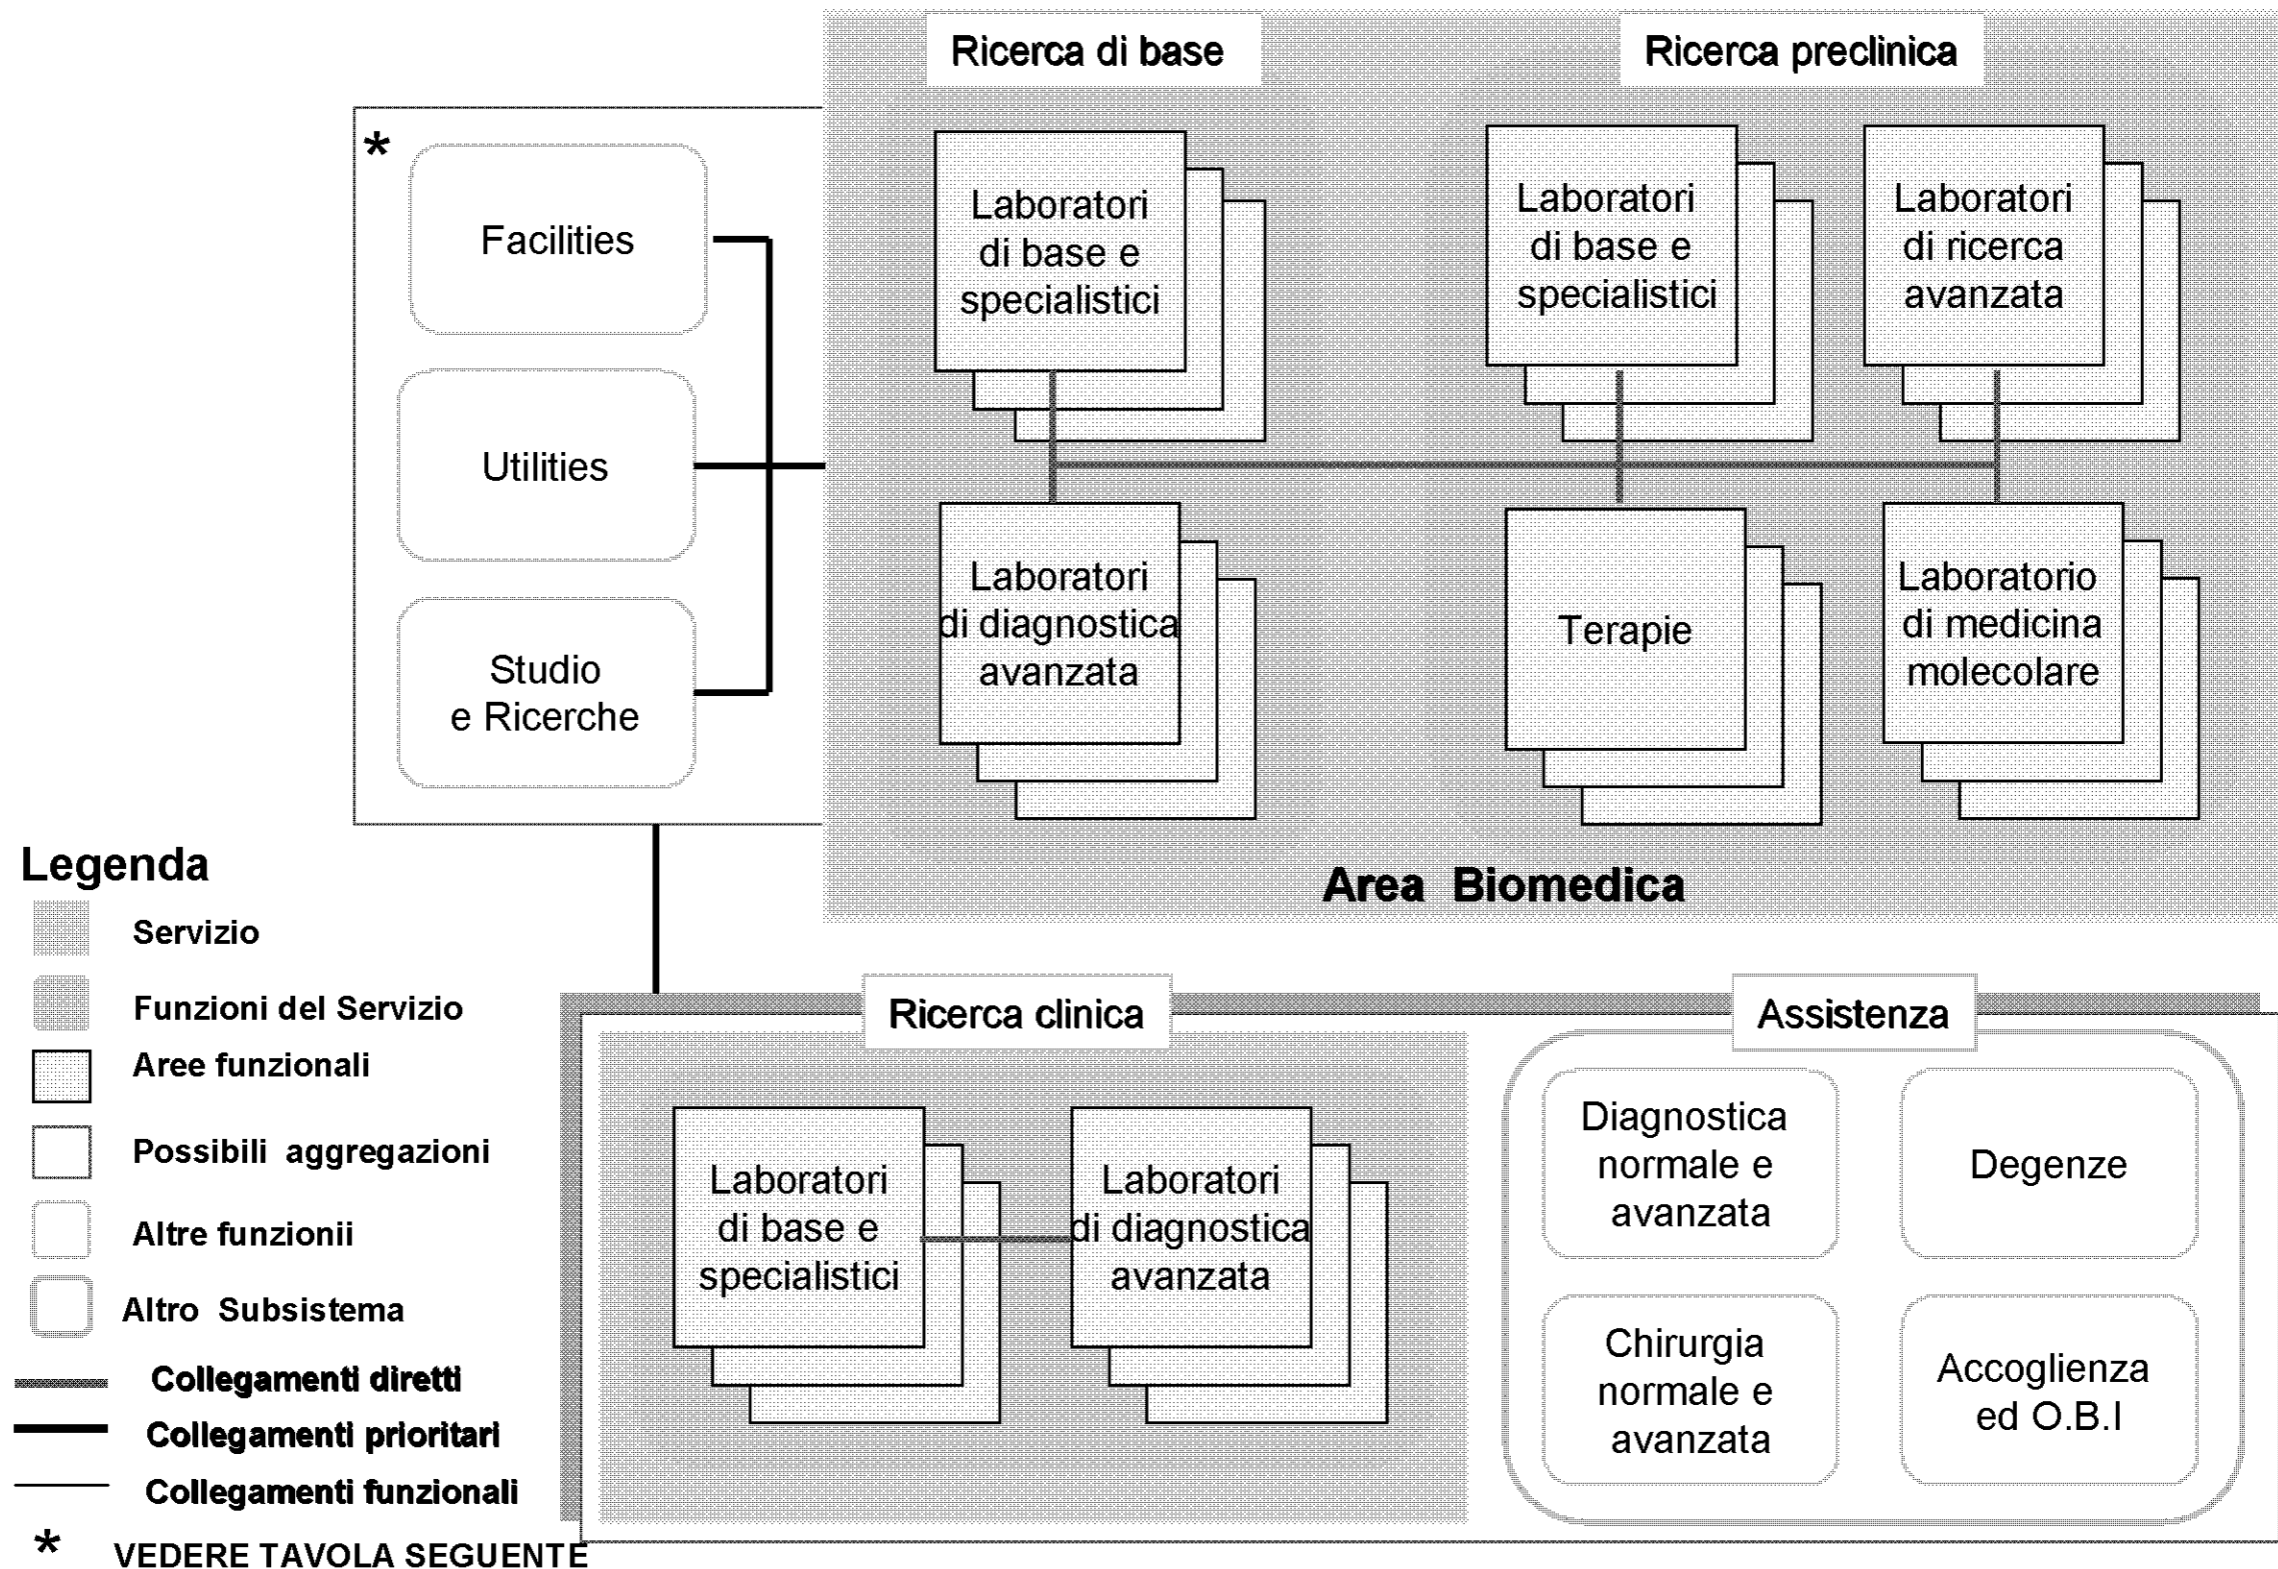 Ricerca di base
Ricerca preclinica
*
Facilities
Utilities
Studio
e Ricerche
Laboratori
di base e
specialistici
Laboratori
di base e
specialistici
Laboratori
di ricerca
avanzata
Laboratori
di diagnostica
avanzata
Terapie
Laboratorio
di medicina
molecolare
Area Biomedica
Legenda
Servizio
Funzioni del Servizio
Aree funzionali
Possibili aggregazioni
Altre funzionii
Altro Subsistema
Collegamenti diretti
Collegamenti prioritari
Collegamenti funzionali
* VEDERE TAVOLA SEGUENTE
Ricerca clinica
Laboratori
di base e
specialistici
Laboratori
di diagnostica
avanzata
Assistenza
Diagnostica
normale e
avanzata
Degenze
Chirurgia
normale e
avanzata
Accoglienza
ed O.B.I